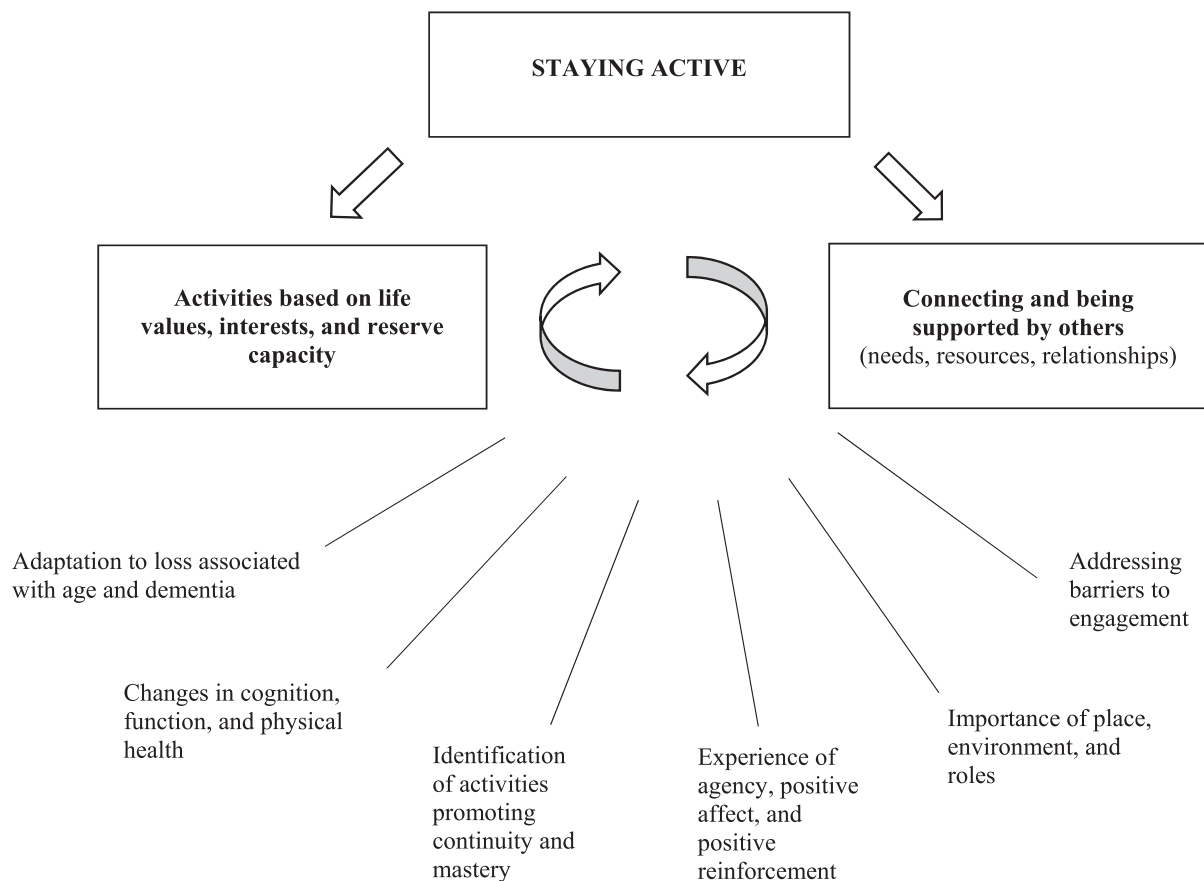 STAYING ACTIVE
Activities based on life
values, interests, and reserve
capacity
Connecting and being
supported by others
(needs, resources, relationships)
Adaptation to loss associated
with age and dementia
Changes in cognition,
function, and physical
health
Identification
of activities
promoting
continuity and
mastery
Experience of
agency, positive
affect, and
positive
reinforcement
Importance of place,
environment, and
roles
Addressing
barriers to
engagement